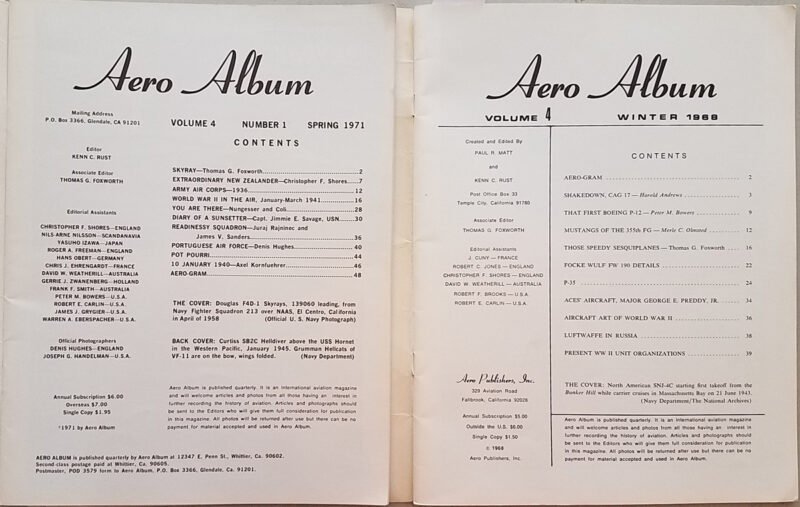 Aero Album
Mailing Address
P.O. Box 3366, Glendale, CA 91201
VOLUME 4 NUMBER 1 SPRING 1971
CONTENTS
Editor
KENN C. RUST
Associate Editor
THOMAS G. FOXWORTH
Editorial Assistants
CHRISTOPHER F. SHORES—ENGLAND
NILS-ARNE NILSSON—SCANDANAVIA
YASUHO IZAWA—JAPAN
ROGER A. FREEMAN—ENGLAND
HANS OBERT—GERMANY
CHRIS J. EHRENGARDT—FRANCE
DAVID W. WEATHERILL—AUSTRALIA
GERRIE J. ZWANENBERG—HOLLAND
FRANK F. SMITH—AUSTRALIA
PETER M. BOWERS—U.S.A.
ROBERT E. CARLIN—U.S.A.
JAMES J. GRYGIER—U.S.A.
WARREN A. EBERSPACHER—U.S.A.
Official Photographers
DENIS HUGHES—ENGLAND
JOSEPH G. HANDELMAN—U.S.A.
Annual Subscription $6.00
Overseas $7.00
Single Copy $1.95
©1971 by Aero Album
SKYRAY—Thomas G. Foxworth.....2
EXTRAORDINARY NEW ZEALANDER—Christopher F. Shores.....7
ARMY AIR CORPS—1936.....12
WORLD WAR II IN THE AIR, January-March 1941.....16
YOU ARE THERE—Nungesser and Coli.....28
DIARY OF A SUNSETTER—Capt. Jimmie E. Savage, USN.....30
READINESSY SQUADRON—Juraj Rajninec and
James V. Sanders.....36
PORTUGUESE AIR FORCE—Denis Hughes.....40
POT POURRI.....44
10 JANUARY 1940—Axel Kornfuehrer.....46
AERO-GRAM.....48
THE COVER: Douglas F4D-1 Skyrays, 139060 leading, from
Navy Fighter Squadron 213 over NAAS, El Centro, California
in April 1958 (Official U.S. Navy Photograph)
BACK COVER: Curtiss SB2C Helldiver above the USS Hornet
in the Western Pacific, January 1945. Grumman Hellcats of
VF-11 are on the bow, wings folded. (Navy Department)
Aero Album is published quarterly. It is an international aviation magazine
and will welcome articles and photos from all those having an interest in
further recording the history of aviation. Articles and photographs should
be sent to the Editors who will give them full consideration for publication
in this magazine. All photos will be returned after use but there can be no
payment for material accepted and used in Aero Album.
AERO ALBUM is published quarterly by Aero Album at 12347 E. Penn St., Whittier, Ca. 90602.
Second-class postage paid at Whittier, Ca. 90605.
Postmaster, POD 3579 form to Aero Album, P.O. Box 3366, Glendale, Ca. 91201.
Aero Album
VOLUME 4 WINTER 1968
Created and Edited By
PAUL R. MATT
and
KENN C. RUST
Post Office Box 33
Temple City, California 91780
Associate Editor
THOMAS G. FOXWORTH
Editorial Assistants
J. CUNY — FRANCE
ROBERT C. JONES — ENGLAND
CHRISTOPHER F. SHORES — ENGLAND
DAVID W. WEATHERILL — AUSTRALIA
ROBERT F. BROOKS — U.S.A.
ROBERT E. CARLIN — U.S.A.
Aero Publishers, Inc.
329 Aviation Road
Fallbrook, California 92028
Annual Subscription $5.00
Outside the U.S. $6.00
Single Copy $1.50
© 1968
Aero Publishers, Inc.
CONTENTS
AERO-GRAM ..... 2
SHAKEDOWN, CAG 17 — Harold Andrews ..... 3
THAT FIRST BOEING P-12 — Peter M. Bowers ..... 9
MUSTANGS OF THE 355th FG — Merle C. Olmsted ..... 12
THOSE SPEEDY SESQUIPLANES — Thomas G. Foxworth ..... 16
FOCKE WULF FW 190 DETAILS ..... 22
P-35 ..... 24
ACES' AIRCRAFT, MAJOR GEORGE E. PREDDY, JR. ..... 34
AIRCRAFT ART OF WORLD WAR II ..... 36
LUFTWAFFE IN RUSSIA ..... 38
PRESENT WW II UNIT ORGANIZATIONS ..... 39
THE COVER: North American SNJ-4C starting first takeoff from the
Bunker Hill while carrier cruises in Massachusetts Bay on 21 June 1943.
(Navy Department/The National Archives)
Aero Album is published quarterly. It is an international aviation magazine
and will welcome articles and photos from all those having an interest in
further recording the history of aviation. Articles and photographs should
be sent to the Editors who will give them full consideration for publication
in this magazine. All photos will be returned after use but there can be no
payment for material accepted and used in Aero Album.